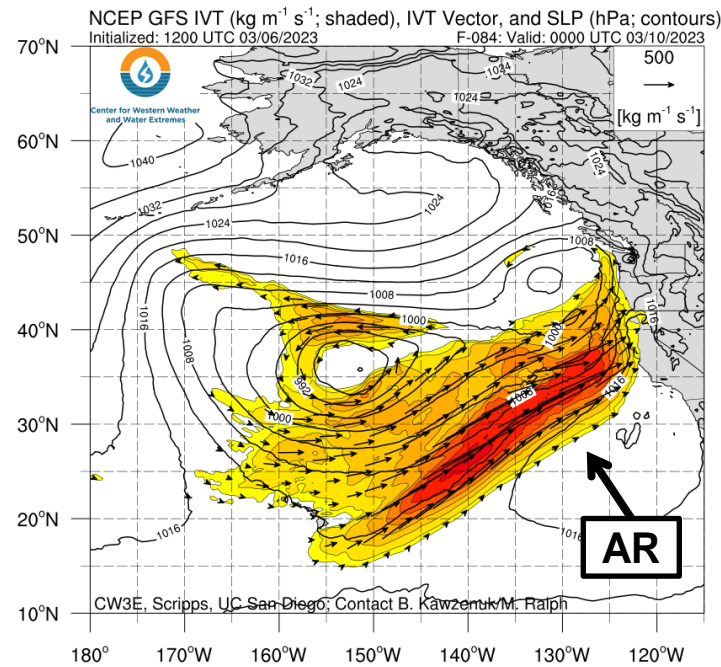 NCEP GFS IVT (kg m⁻¹ s⁻¹; shaded), IVT Vector, and SLP (hPa; contours)
Initialized: 1200 UTC 03/06/2023 F-084: Valid: 0000 UTC 03/10/2023
500
[kg m⁻¹ s⁻¹]
Center for Western Weather
and Water Extremes
70°N
60°N
50°N
40°N
30°N
20°N
10°N
1032
1024
1024
1024
1024
1040
1032
1024
1024
1016
1016
1008
1008
1016
1000
1016
1000
1008
992
1016
1008
1000
1016
1016
AR
CW3E, Scripps, UC San Diego; Contact B. Kawzenuk/M. Ralph
180° 170°W 160°W 150°W 140°W 130°W 120°W